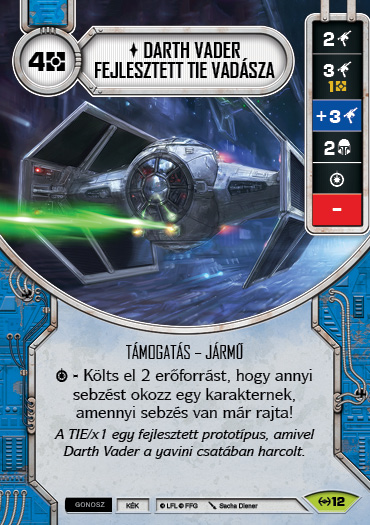 4
DARTH VADER
FEJLESZTETT TIE VADÁSZA
2
3
1
+3
2
-
TÁMOGATÁS – JÁRMŰ
- Költs el 2 erőforrást, hogy annyi
sebzést okozz egy karakternek,
amennyi sebzés van már rajta!
A TIE/x1 egy fejlesztett prototípus, amivel
Darth Vader a yavini csatában harcolt.
GONOSZ KÉK © LFL © FFG Sacha Diener 12